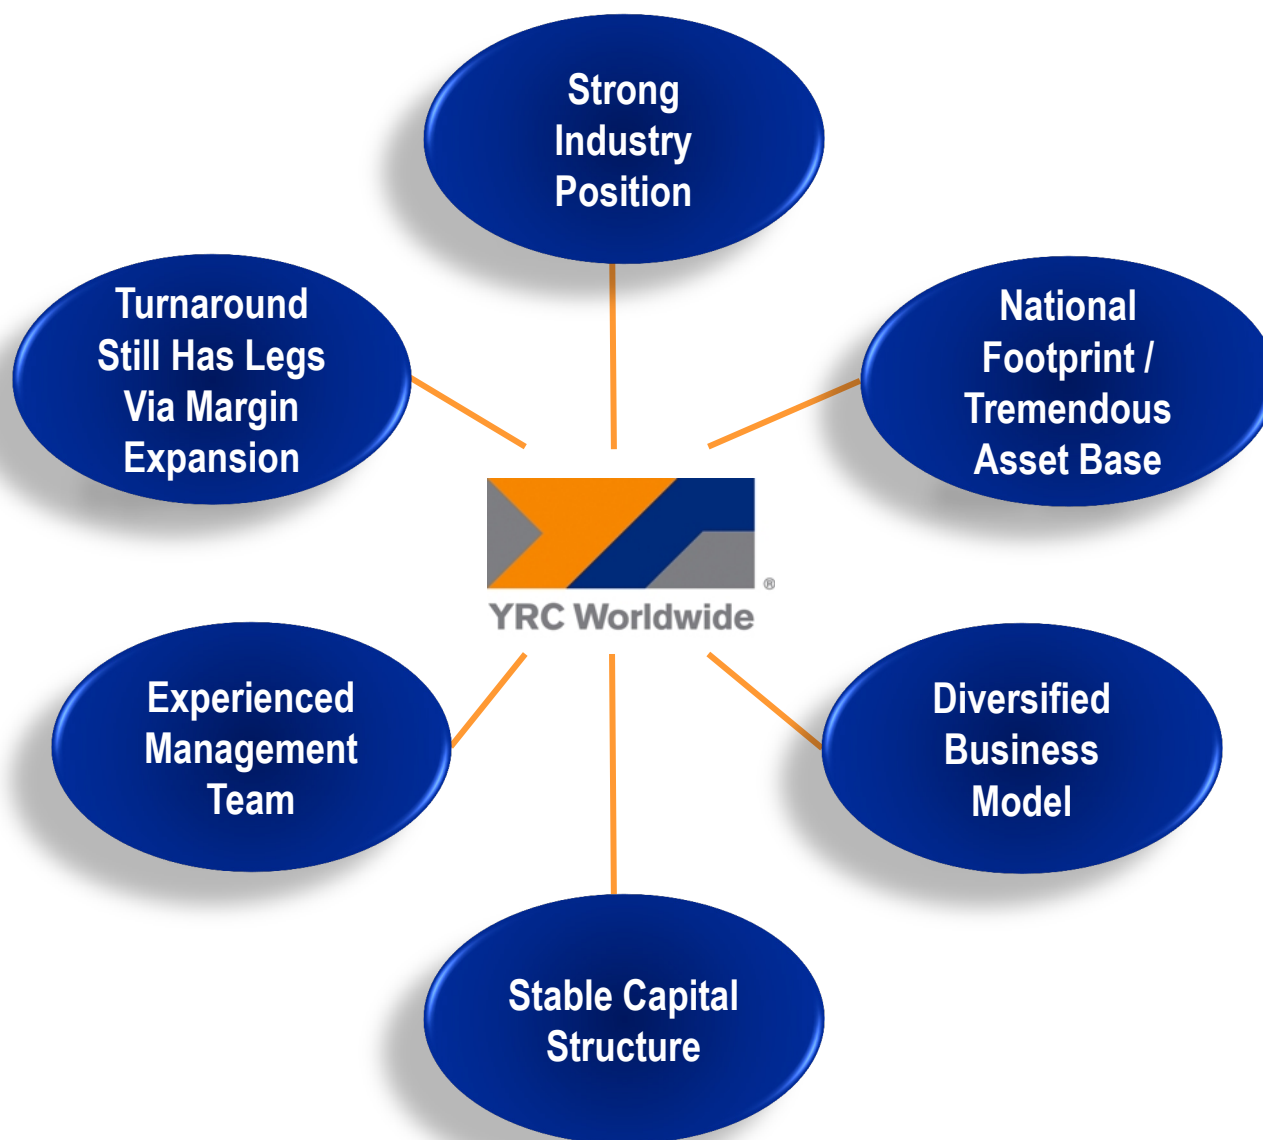 Strong
Industry
Position
Turnaround
Still Has Legs
Via Margin
Expansion
National
Footprint /
Tremendous
Asset Base
®
YRC Worldwide
Experienced
Management
Team
Diversified
Business
Model
Stable Capital
Structure